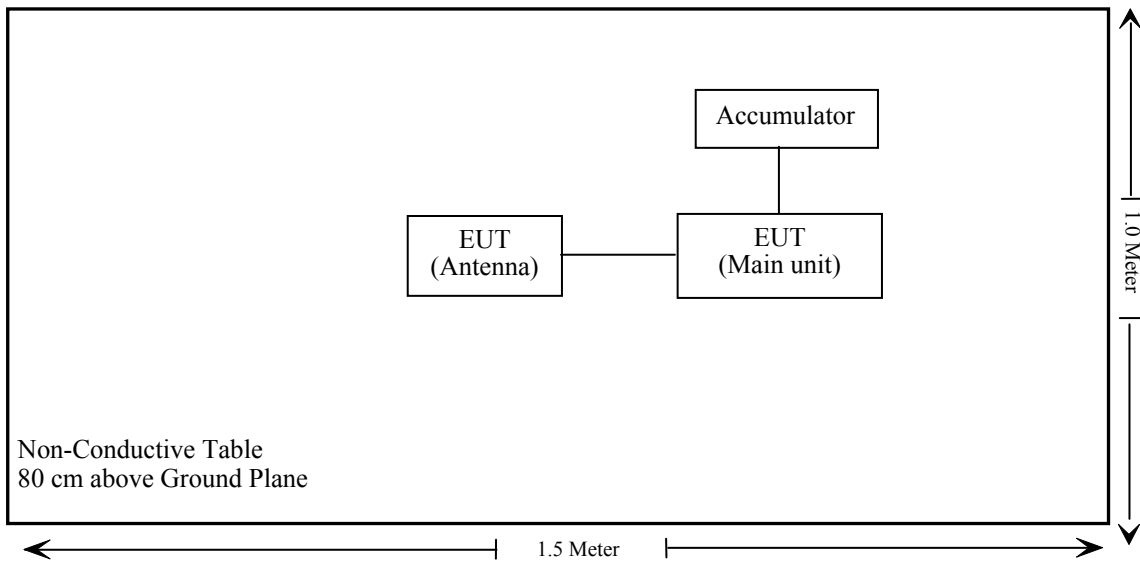 Accumulator
EUT
(Antenna)
EUT
(Main unit)
1.0 Meter
Non-Conductive Table
80 cm above Ground Plane
1.5 Meter